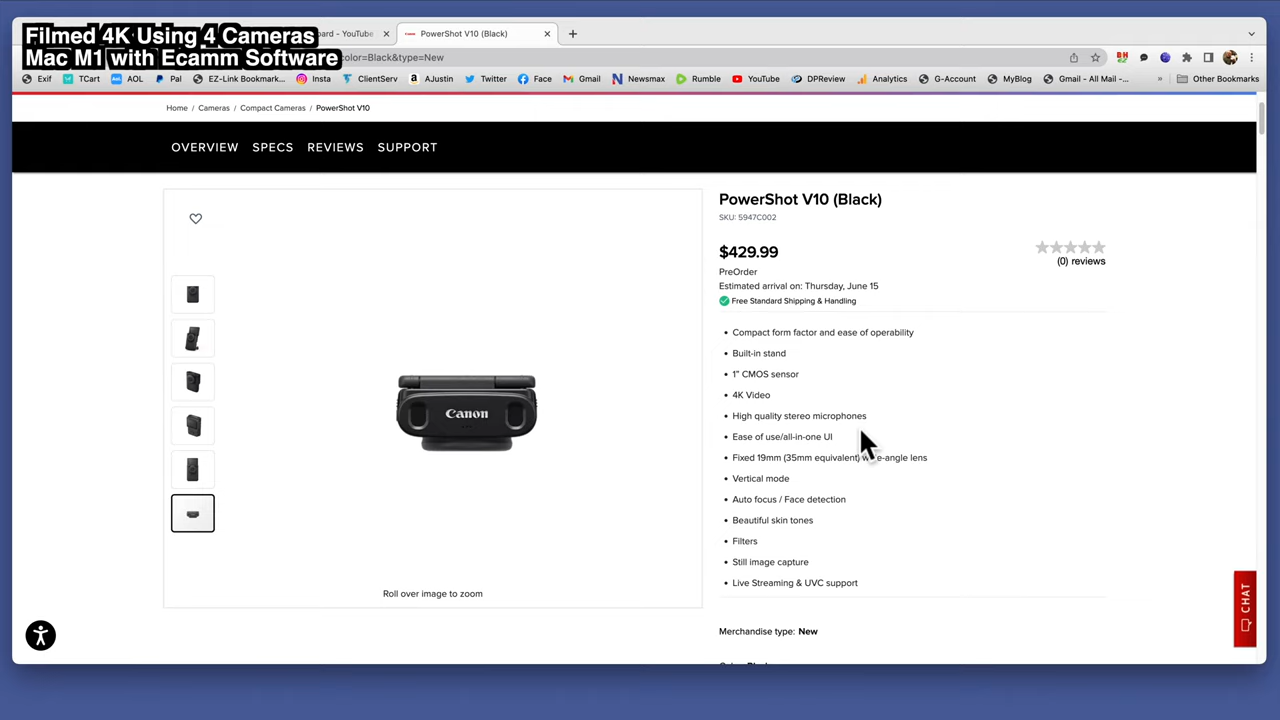 Filmed 4K Using 4 Cameras
Mac M1 with Ecamm Software
ard - YouTube
PowerShot V10 (Black)
color=Black&type=New
Exif TCart AOL Pal EZ-Link Bookmark... Insta ClientServ AJustin Twitter Face Gmail Newsmax Rumble YouTube DPReview Analytics G-Account MyBlog Gmail - All Mail -... » Other Bookmarks
Home / Cameras / Compact Cameras / PowerShot V10
OVERVIEW SPECS REVIEWS SUPPORT
PowerShot V10 (Black)
SKU: 5947C002
$429.99
(0) reviews
PreOrder
Estimated arrival on: Thursday, June 15
Free Standard Shipping & Handling
• Compact form factor and ease of operability
• Built-in stand
• 1" CMOS sensor
• 4K Video
• High quality stereo microphones
• Ease of use/all-in-one UI
• Fixed 19mm (35mm equivalent) w e-angle lens
• Vertical mode
• Auto focus / Face detection
• Beautiful skin tones
• Filters
• Still image capture
• Live Streaming & UVC support
Canon
Roll over image to zoom
CHAT
Merchandise type: New